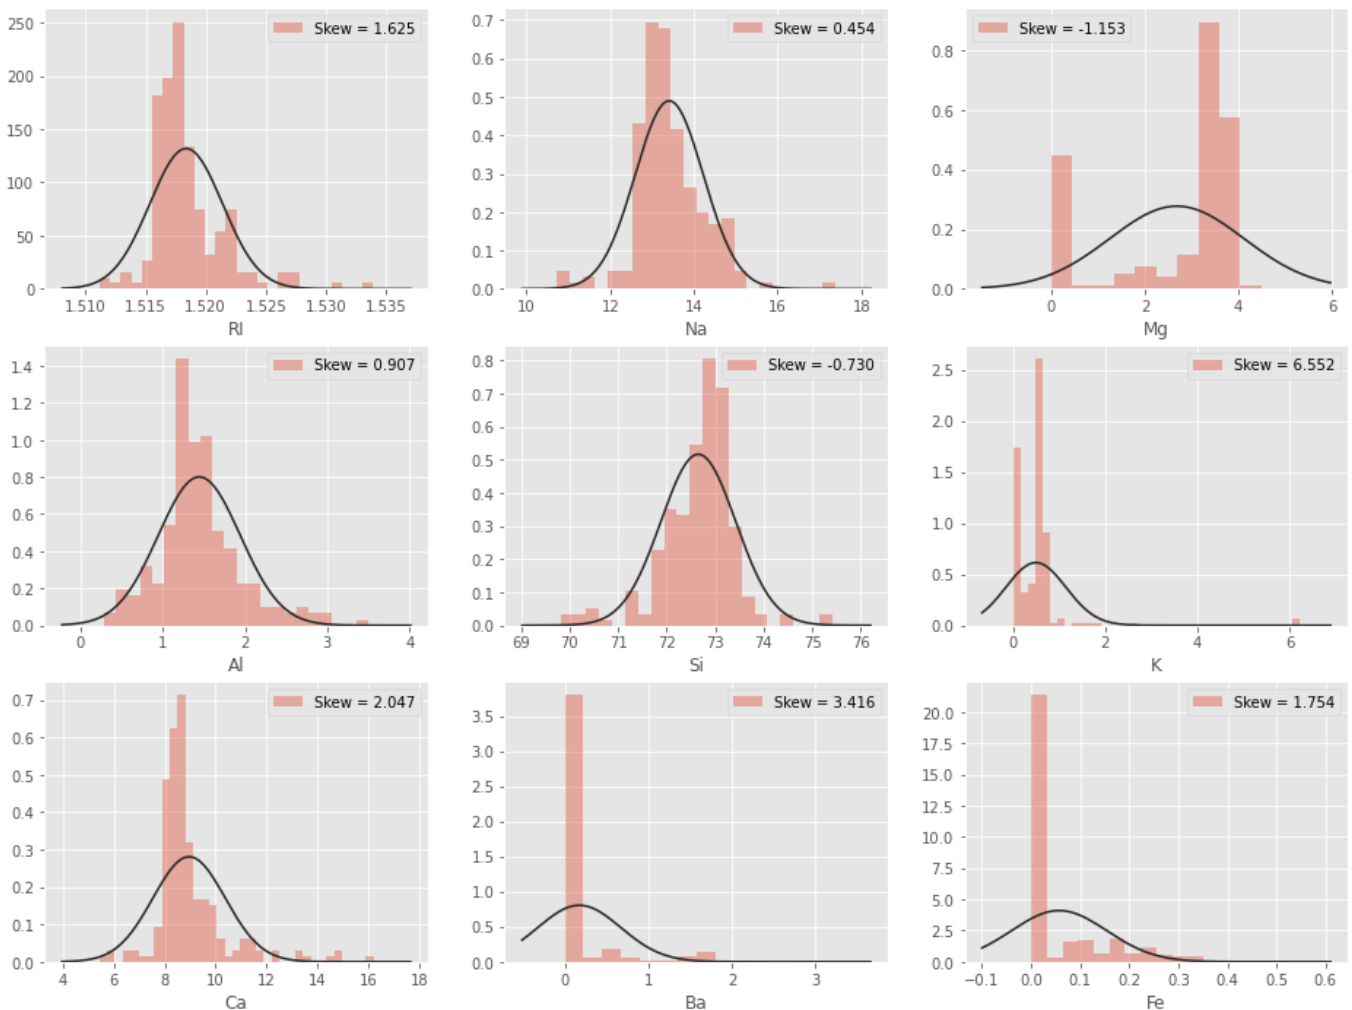 Skew = 1.625
250
200
150
100
50
0
1.510 1.515 1.520 1.525 1.530 1.535
RI
Skew = 0.454
0.7
0.6
0.5
0.4
0.3
0.2
0.1
0.0
10 12 14 16 18
Na
Skew = -1.153
0.8
0.6
0.4
0.2
0.0
0 2 4 6
Mg
Skew = 0.907
1.4
1.2
1.0
0.8
0.6
0.4
0.2
0.0
0 1 2 3 4
Al
Skew = -0.730
0.8
0.7
0.6
0.5
0.4
0.3
0.2
0.1
0.0
69 70 71 72 73 74 75 76
Si
Skew = 6.552
2.5
2.0
1.5
1.0
0.5
0.0
0 2 4 6
K
Skew = 2.047
0.7
0.6
0.5
0.4
0.3
0.2
0.1
0.0
4 6 8 10 12 14 16 18
Ca
Skew = 3.416
3.5
3.0
2.5
2.0
1.5
1.0
0.5
0.0
0 1 2 3
Ba
Skew = 1.754
20.0
17.5
15.0
12.5
10.0
7.5
5.0
2.5
0.0
−0.1 0.0 0.1 0.2 0.3 0.4 0.5 0.6
Fe